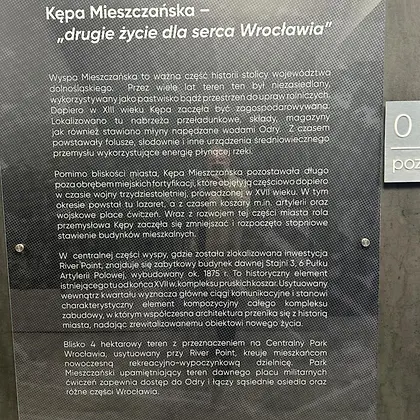 Kępa Mieszczańska –
„drugie życie dla serca Wrocławia”
Wyspa Mieszczańska to ważna część historii stolicy województwa
dolnośląskiego. Przez wiele lat teren ten był niezasiedlany,
wykorzystywany jako pastwisko bądź przestrzeń do upraw rolniczych.
Dopiero w XIII wieku Kępa zaczęła być zagospodarowywana.
Lokalizowano tu nabrzeża przeładunkowe, składy, magazyny
jak również stawiano młyny napędzane wodami Odry. Z czasem
powstawały folusze, słodownie i inne urządzenia średniowiecznego
przemysłu wykorzystujące energię płynącej rzeki.
Pomimo bliskości miasta, Kępa Mieszczańska pozostawała długo
poza obrębem miejskich fortyfikacji, które objęły ją częściowo dopiero
w czasie wojny trzydziestoletniej, prowadzonej w XVII wieku. W tym
okresie powstał tu lazaret, a z czasem koszary m.in. artylerii oraz
wojskowe place ćwiczeń. Wraz z rozwojem tej części miasta rola
przemysłowa Kępy zaczęła się zmniejszać i rozpoczęto stopniowe
stawienie budynków mieszkalnych.
W centralnej części wyspy, gdzie została zlokalizowana inwestycja
River Point, znajduje się zabytkowy budynek dawnej Stajni 3, 6 Pułku
Artylerii Polowej, wybudowany ok. 1875 r. To historyczny element
istniejącego tu od końca XVII w. kompleksu pruskich koszar. Usytuowany
wewnątrz kwartału wyznacza główne ciągi komunikacyjne i stanowi
charakterystyczny element kompozycyjny całego kompleksu
zabudowy, w którym współczesna architektura przenika się z historią
miasta, nadając zrewitalizowanemu obiektowi nowego życia.
Blisko 4 hektarowy teren z przeznaczeniem na Centralny Park
Wrocławia, usytuowany przy River Point, kreuje mieszkańcom
nowoczesną rekreacyjno-wypoczynkową dzielnicę. Park
Mieszczański upamiętniający teren dawnego placu militarnych
ćwiczeń zapewnia dostęp do Odry i łączy sąsiednie osiedla oraz
różne części Wrocławia.
0
poz